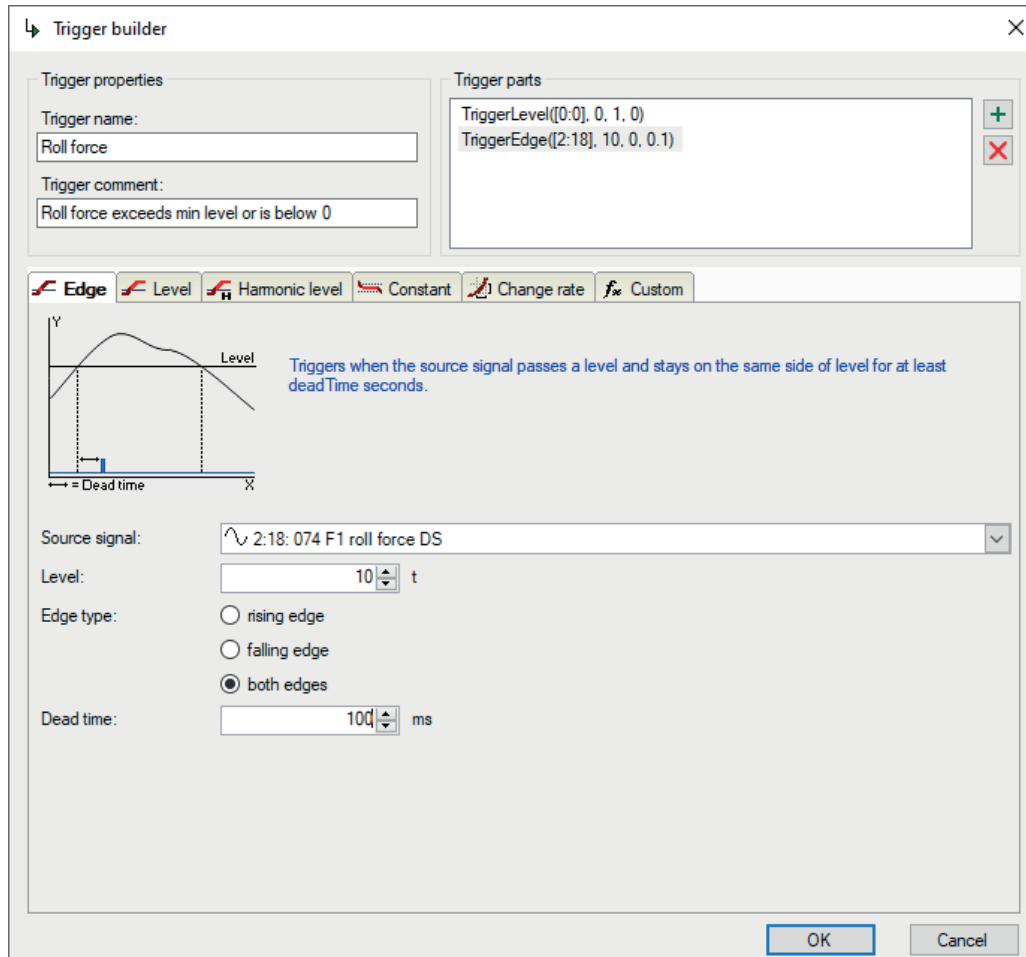 Trigger builder
Trigger properties
Trigger name:
Roll force
Trigger comment:
Roll force exceeds min level or is below 0
Trigger parts
TriggerLevel([0:0], 0, 1, 0)
TriggerEdge([2:18], 10, 0, 0.1)
Edge Level Harmonic level Constant Change rate Custom
Y
Level
X
= Dead time
Triggers when the source signal passes a level and stays on the same side of level for at least
deadTime seconds.
Source signal: 2:18: 074 F1 roll force DS
Level: 10 t
Edge type: rising edge
falling edge
both edges
Dead time: 100 ms
OK Cancel